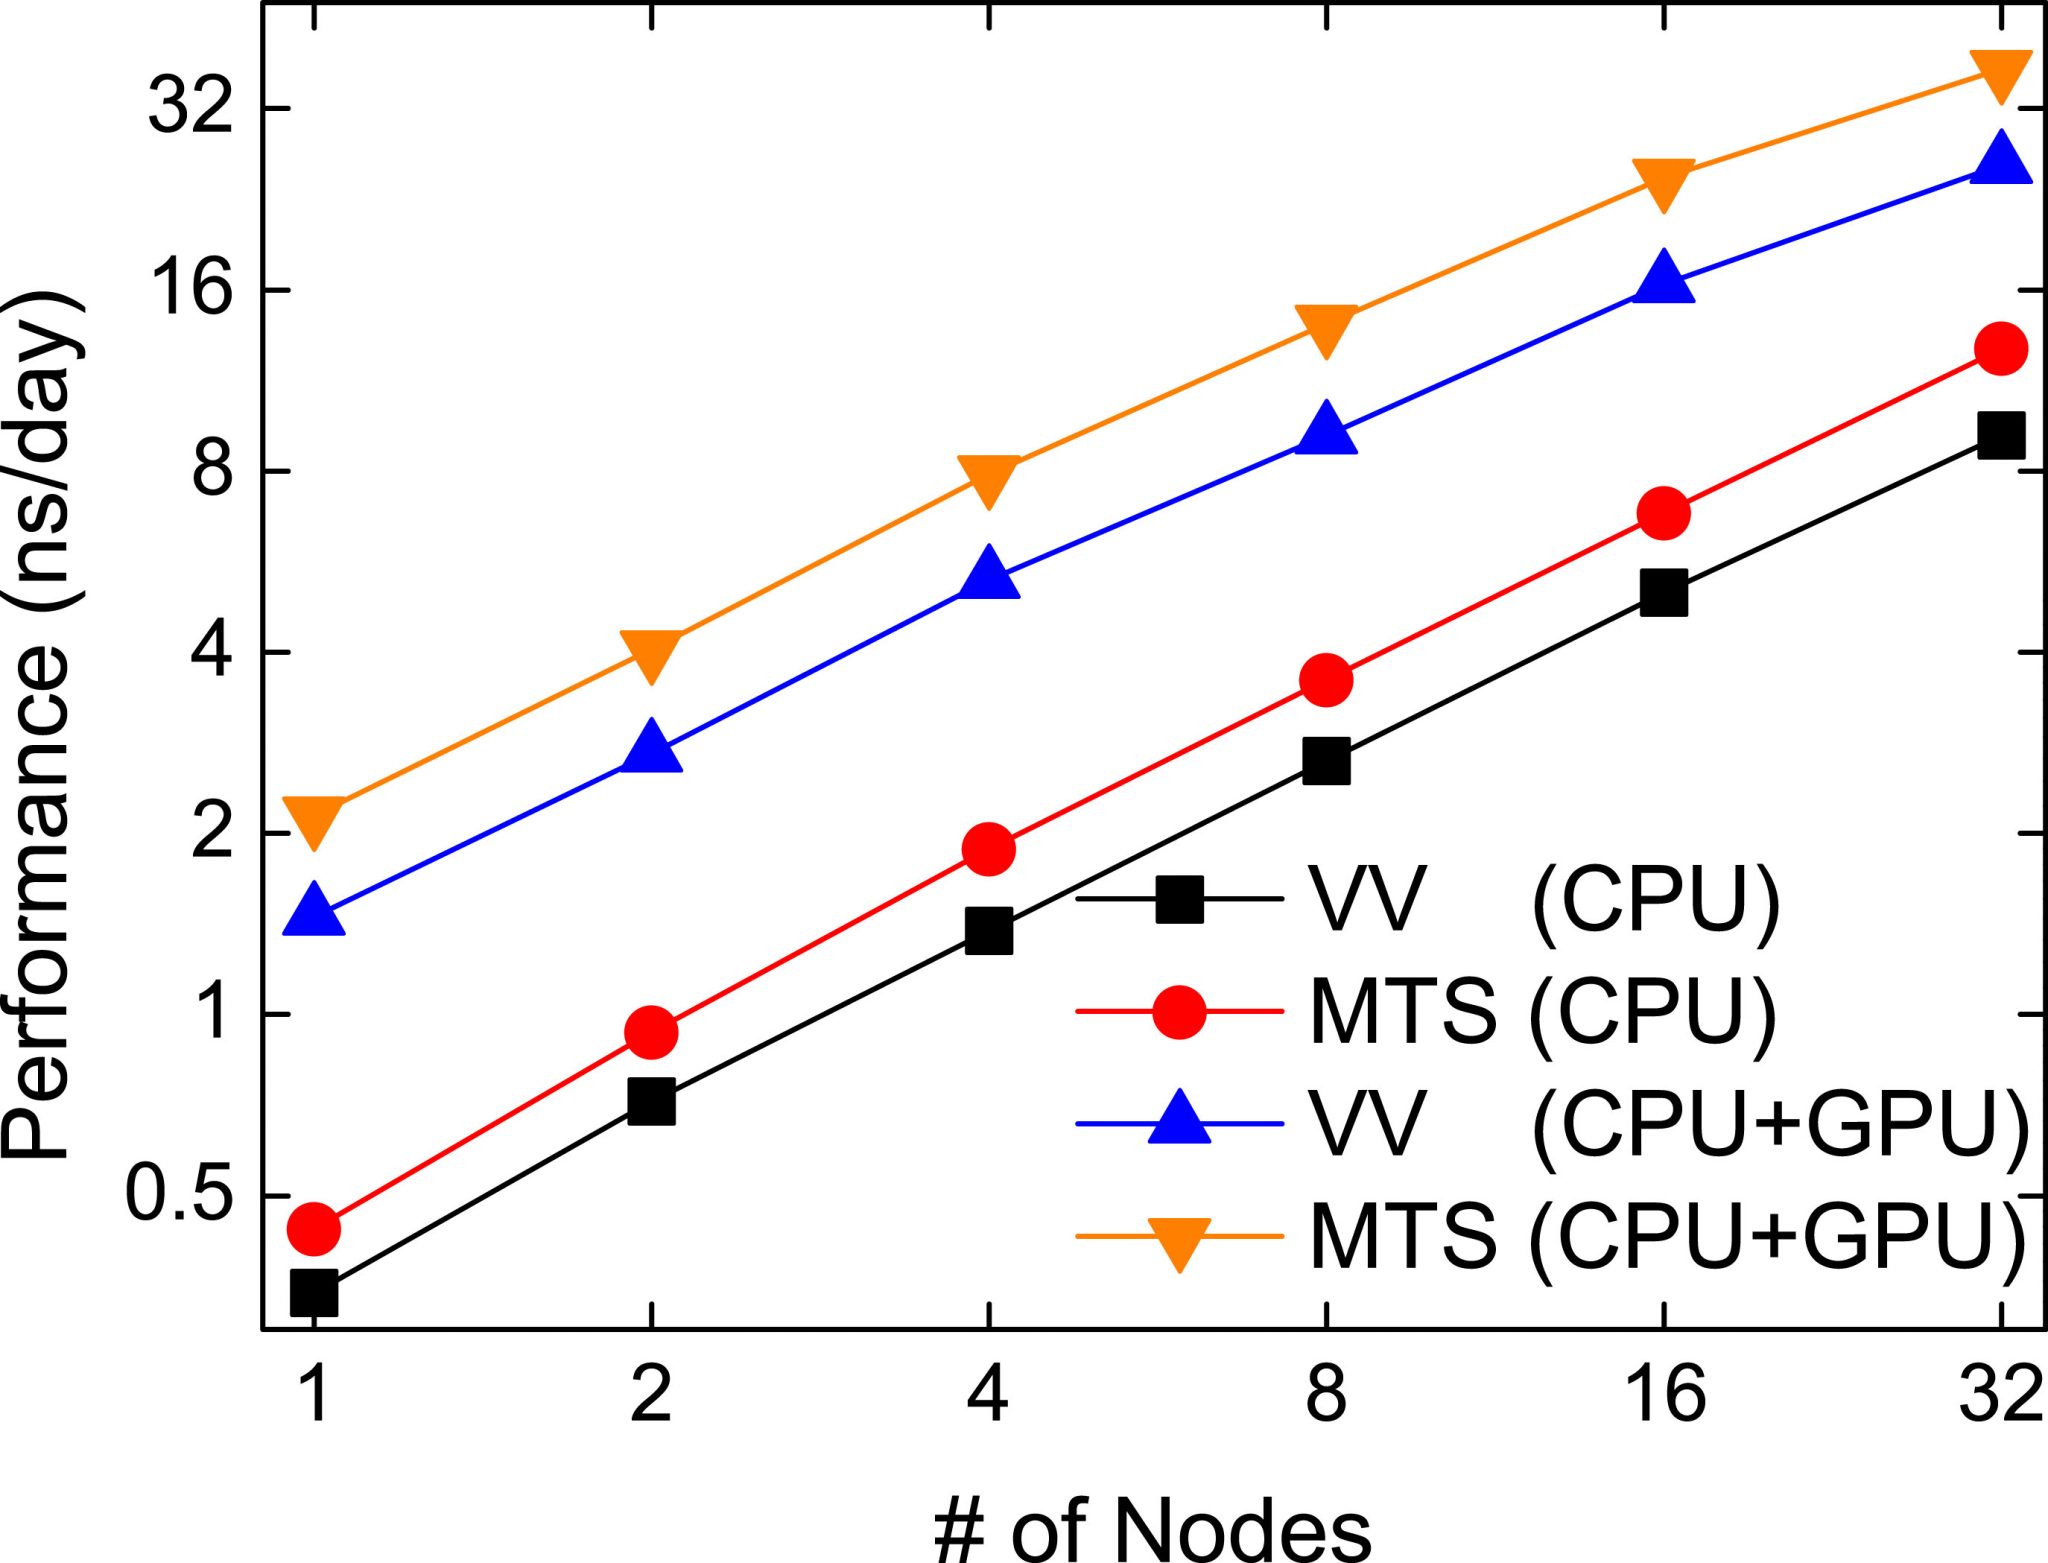 Performance (ns/day)
32
16
8
4
2
1
0.5
VV (CPU)
MTS (CPU)
VV (CPU+GPU)
MTS (CPU+GPU)
1 2 4 8 16 32
# of Nodes